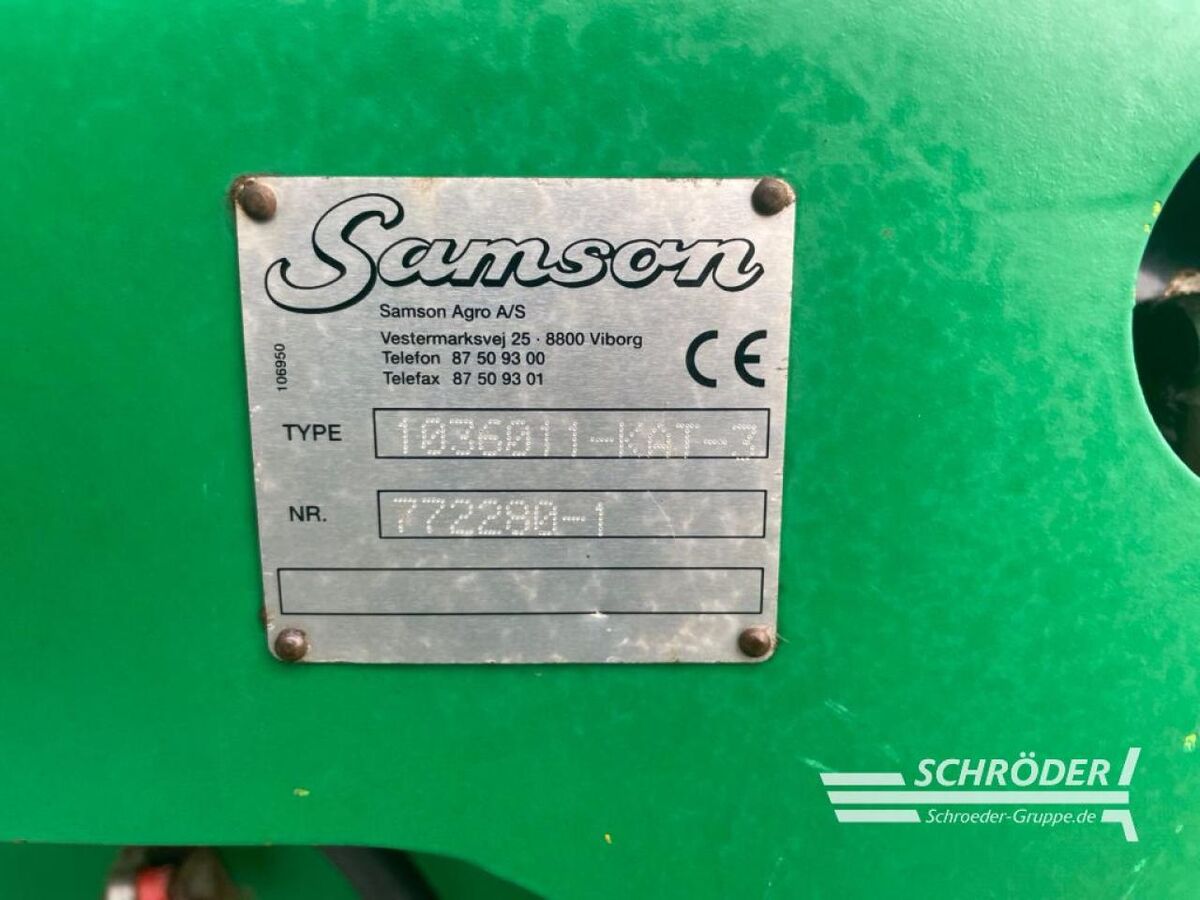 Samson
Samson Agro A/S
Vestermarksvej 25 · 8800 Viborg
Telefon 87 50 93 00
Telefax 87 50 93 01
CE
106950
TYPE 1036011-KAT-3
NR. 772280-1
SCHRÖDER
Schroeder-Gruppe.de